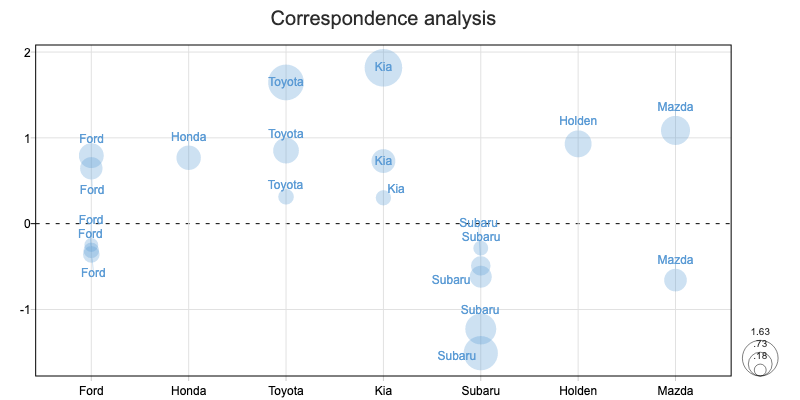 Correspondence analysis
2
Kia
Toyota
Mazda
Holden
1
Ford
Honda
Toyota
Kia
Ford
Toyota
Kia
0
Ford
Subaru
Ford
Subaru
Ford
Subaru
Mazda
-1
Subaru
Subaru
1.63
.73
.18
Ford
Honda
Toyota
Kia
Subaru
Holden
Mazda